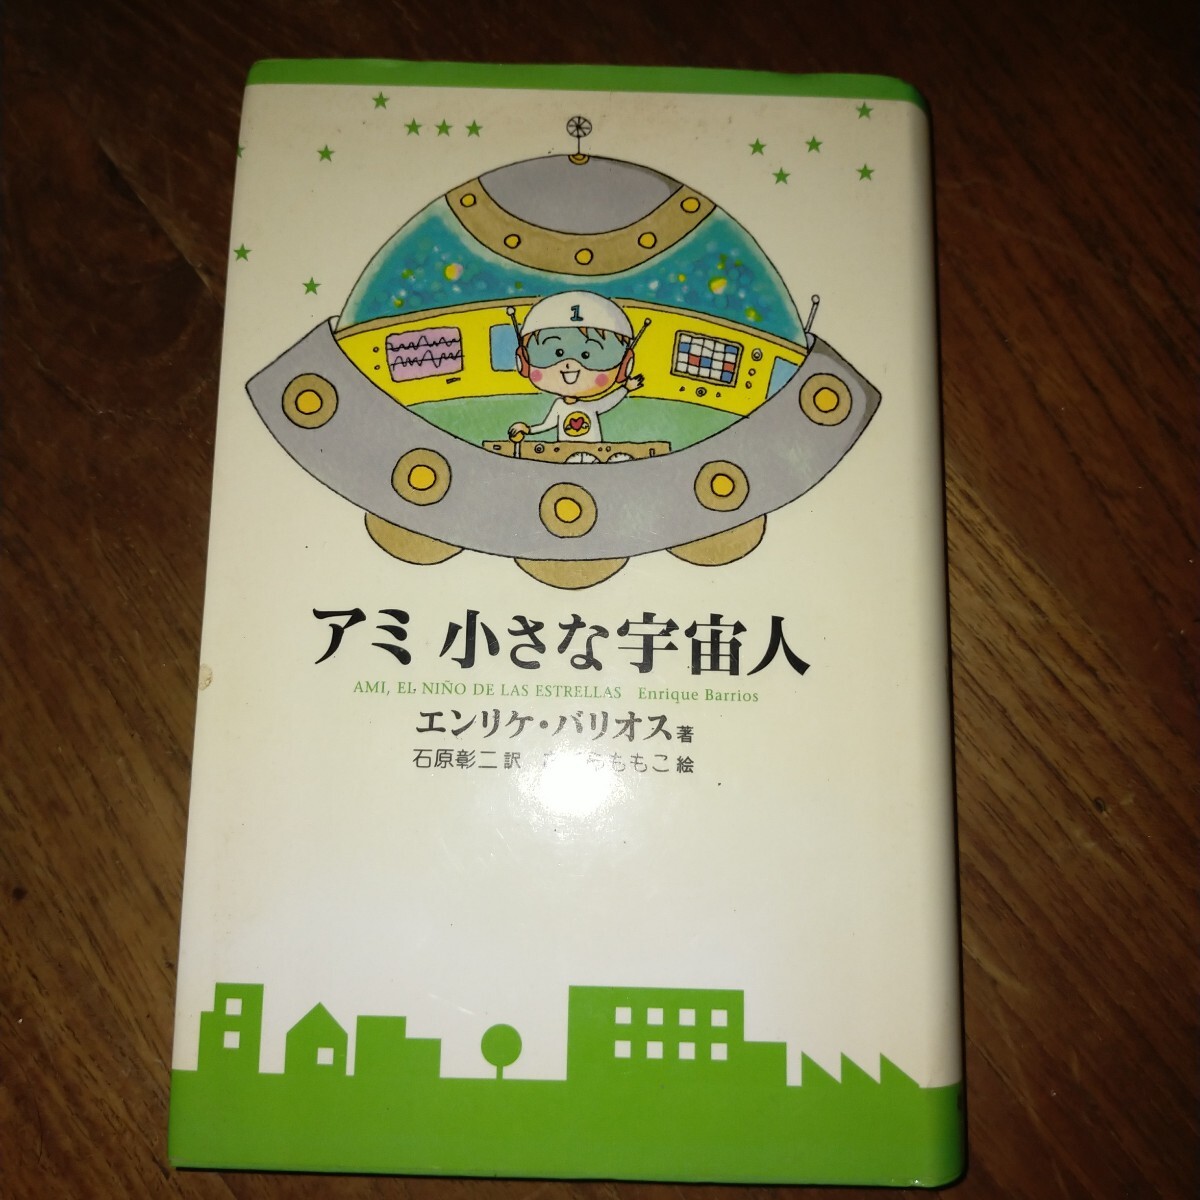 1
アミ 小さな宇宙人
AMI, EL NIÑO DE LAS ESTRELLAS Enrique Barrios
エンリケ・バリオス 著
石原彰二 訳 ももこ 絵